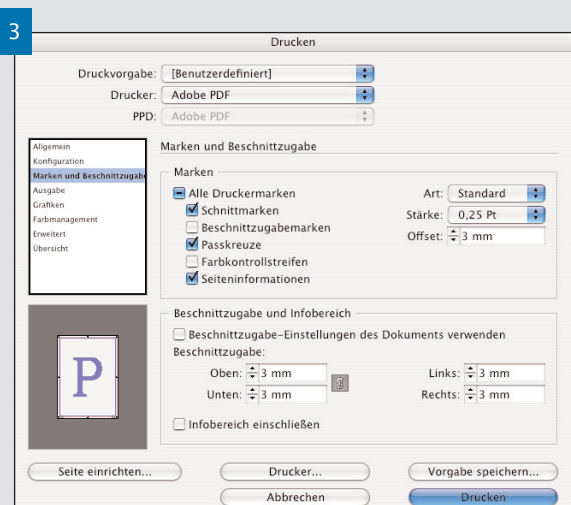 3
Drucken
Druckvorgabe: [Benutzerdefiniert]
Drucker: Adobe PDF
PPD: Adobe PDF
Allgemein
Konfiguration
Marken und Beschnittzugabe
Ausgabe
Grafiken
Farbmanagement
Erweitert
Übersicht
Marken und Beschnittzugabe
Marken
Alle Druckermarken
Schnittmarken
Beschnittzugabemarken
Passkreuze
Farbkontrollstreifen
Seiteninformationen
Art: Standard
Stärke: 0,25 Pt
Offset: 3 mm
P
Beschnittzugabe und Infobereich
Beschnittzugabe-Einstellungen des Dokuments verwenden
Beschnittzugabe:
Oben: 3 mm Links: 3 mm
Unten: 3 mm Rechts: 3 mm
Infobereich einschließen
Seite einrichten... Drucker... Vorgabe speichern...
Abbrechen Drucken